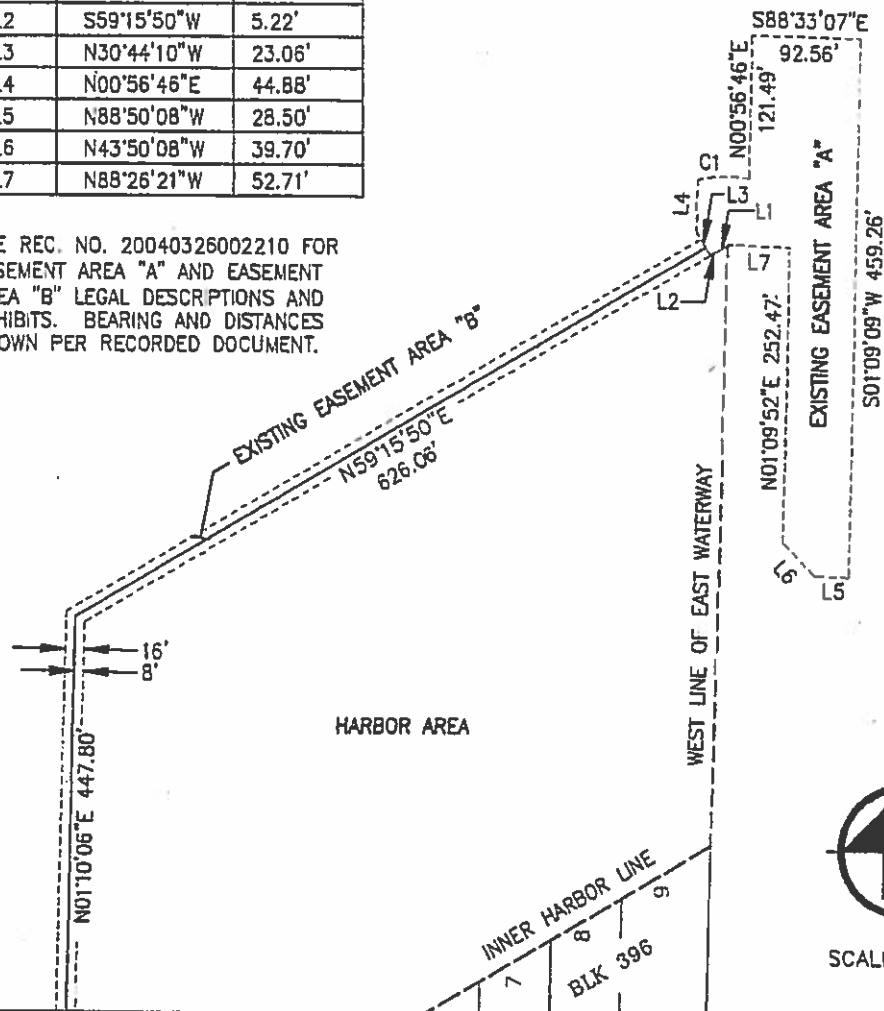 L2 S59°15'50"W 5.22'
L3 N30°44'10"W 23.06'
L4 N00°56'46"E 44.88'
L5 N88°50'08"W 28.50'
L6 N43°50'08"W 39.70'
L7 N88°26'21"W 52.71'
REC. NO. 20040326002210 FOR
EASEMENT AREA "A" AND EASEMENT
AREA "B" LEGAL DESCRIPTIONS AND
EXHIBITS. BEARING AND DISTANCES
SHOWN PER RECORDED DOCUMENT.
S88°33'07"E
92.56'
N00°56'46"E
121.49'
C1
L4
L3
L1
L2
L7
EXISTING EASEMENT AREA "A"
S01°09'09"W 459.26'
N01°09'52"E 252.47'
L6
L5
EXISTING EASEMENT AREA "B"
N59°15'50"E
626.06'
WEST LINE OF EAST WATERWAY
16'
8'
HARBOR AREA
N01°10'06"E 447.80'
INNER HARBOR LINE
7
8
9
BLK 396